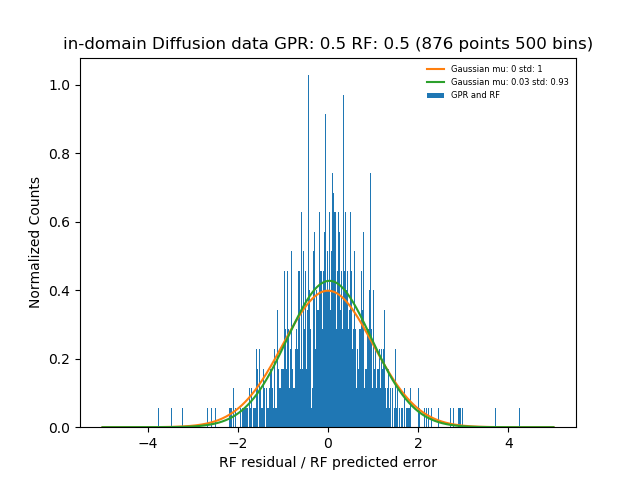 in-domain Diffusion data GPR: 0.5 RF: 0.5 (876 points 500 bins)
Gaussian mu: 0 std: 1
Gaussian mu: 0.03 std: 0.93
GPR and RF
Normalized Counts
1.0
0.8
0.6
0.4
0.2
0.0
−4
−2
0
2
4
RF residual / RF predicted error